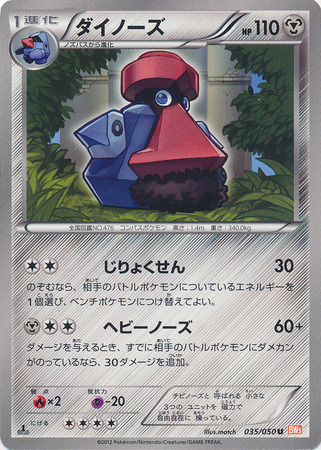 1進化
ダイノーズ
HP110
ノズパスから進化
全国図鑑NO.476 コンパスポケモン 高さ:1.4m 重さ:340.0kg
じりょくせん 30
のぞむなら、相手のバトルポケモンについているエネルギーを
1個選び、ベンチポケモンにつけ替えてよい。
ヘビーノーズ 60+
ダメージを与えるとき、すでに相手のバトルポケモンにダメカン
がのっているなら、30ダメージを追加。
弱点 抵抗力 にげる
×2 -20
チビノーズと 呼ばれる 小さな
3つの ユニットを 磁力で
自由自在に 操っている。
Illus.match
035/050 U
©2012 Pokémon/Nintendo/Creatures/GAME FREAK.